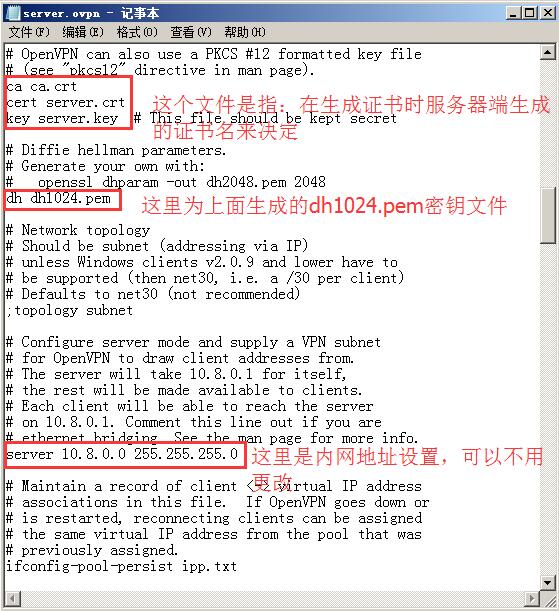 server.ovpn - 记事本
文件(F) 编辑(E) 格式(O) 查看(V) 帮助(H)
# OpenVPN can also use a PKCS #12 formatted key file
# (see "pkcs12" directive in man page).
ca ca.crt
cert server.crt
key server.key  # This file should be kept secret
这个文件是指：在生成证书时服务器端生成
的证书名来决定
# Diffie hellman parameters.
# Generate your own with:
#   openssl dhparam -out dh2048.pem 2048
dh dh1024.pem
这里为上面生成的dh1024.pem密钥文件
# Network topology
# Should be subnet (addressing via IP)
# unless Windows clients v2.0.9 and lower have to
# be supported (then net30, i.e. a /30 per client)
# Defaults to net30 (not recommended)
;topology subnet
# Configure server mode and supply a VPN subnet
# for OpenVPN to draw client addresses from.
# The server will take 10.8.0.1 for itself,
# the rest will be made available to clients.
# Each client will be able to reach the server
# on 10.8.0.1. Comment this line out if you are
# ethernet bridging. See the man page for more info.
server 10.8.0.0 255.255.255.0
这里是内网地址设置，可以不用
更改
# Maintain a record of client <-> virtual IP address
# associations in this file.  If OpenVPN goes down or
# is restarted, reconnecting clients can be assigned
# the same virtual IP address from the pool that was
# previously assigned.
ifconfig-pool-persist ipp.txt